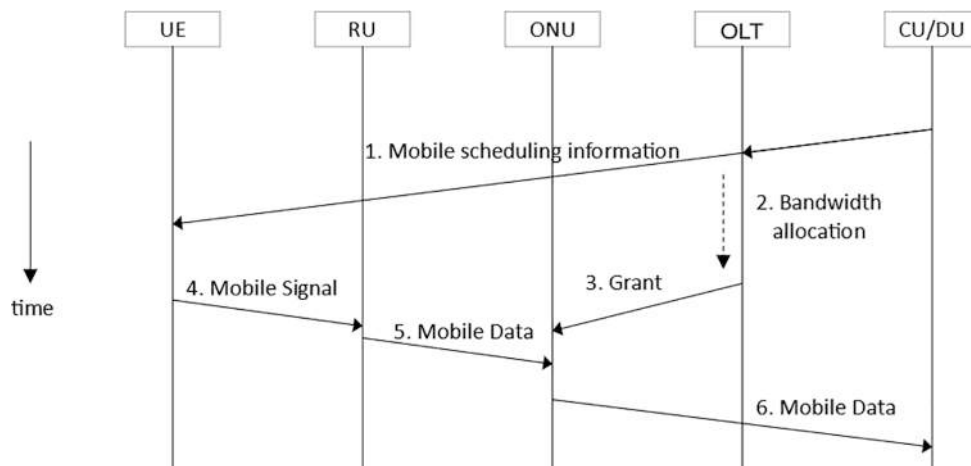 UE RU ONU OLT CU/DU
1. Mobile scheduling information
2. Bandwidth
allocation
3. Grant
4. Mobile Signal
time
5. Mobile Data
6. Mobile Data